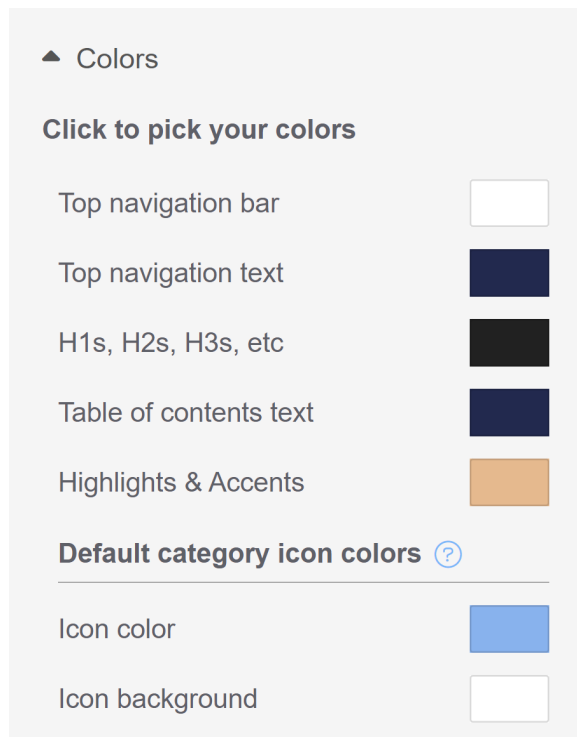 Colors
Click to pick your colors
Top navigation bar
Top navigation text
H1s, H2s, H3s, etc
Table of contents text
Highlights & Accents
Default category icon colors ?
Icon color
Icon background